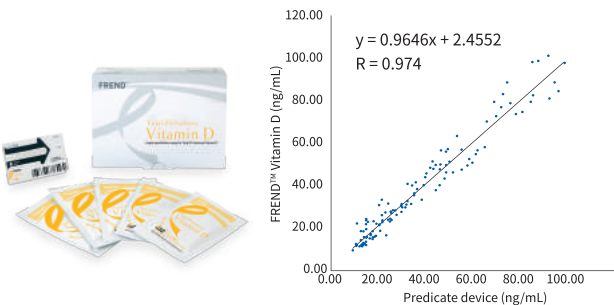 FREND
Vitamin D
y = 0.9646x + 2.4552
R = 0.974
FREND™ Vitamin D (ng/mL)
120.00
100.00
80.00
60.00
40.00
20.00
0.00
0.00 20.00 40.00 60.00 80.00 100.00
Predicate device (ng/mL)